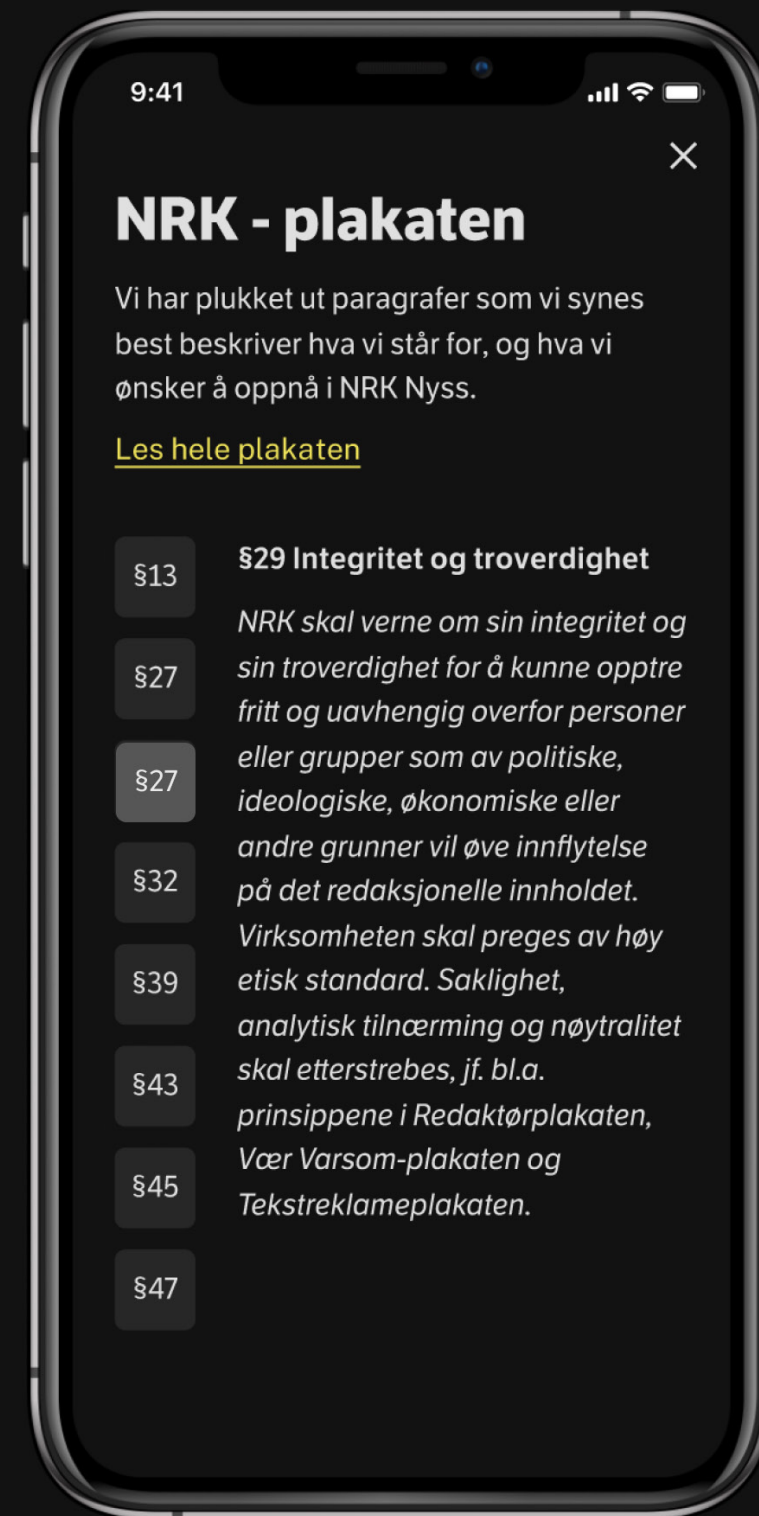 9:41
NRK - plakaten
Vi har plukket ut paragrafer som vi synes
best beskriver hva vi står for, og hva vi
ønsker å oppnå i NRK Nyss.
Les hele plakaten
§13
§27
§27
§32
§39
§43
§45
§47
§29 Integritet og troverdighet
NRK skal verne om sin integritet og
sin troverdighet for å kunne opptre
fritt og uavhengig overfor personer
eller grupper som av politiske,
ideologiske, økonomiske eller
andre grunner vil øve innflytelse
på det redaksjonelle innholdet.
Virksomheten skal preges av høy
etisk standard. Saklighet,
analytisk tilnærming og nøytralitet
skal etterstrebes, jf. bl.a.
prinsippene i Redaktørplakaten,
Vær Varsom-plakaten og
Tekstreklameplakaten.